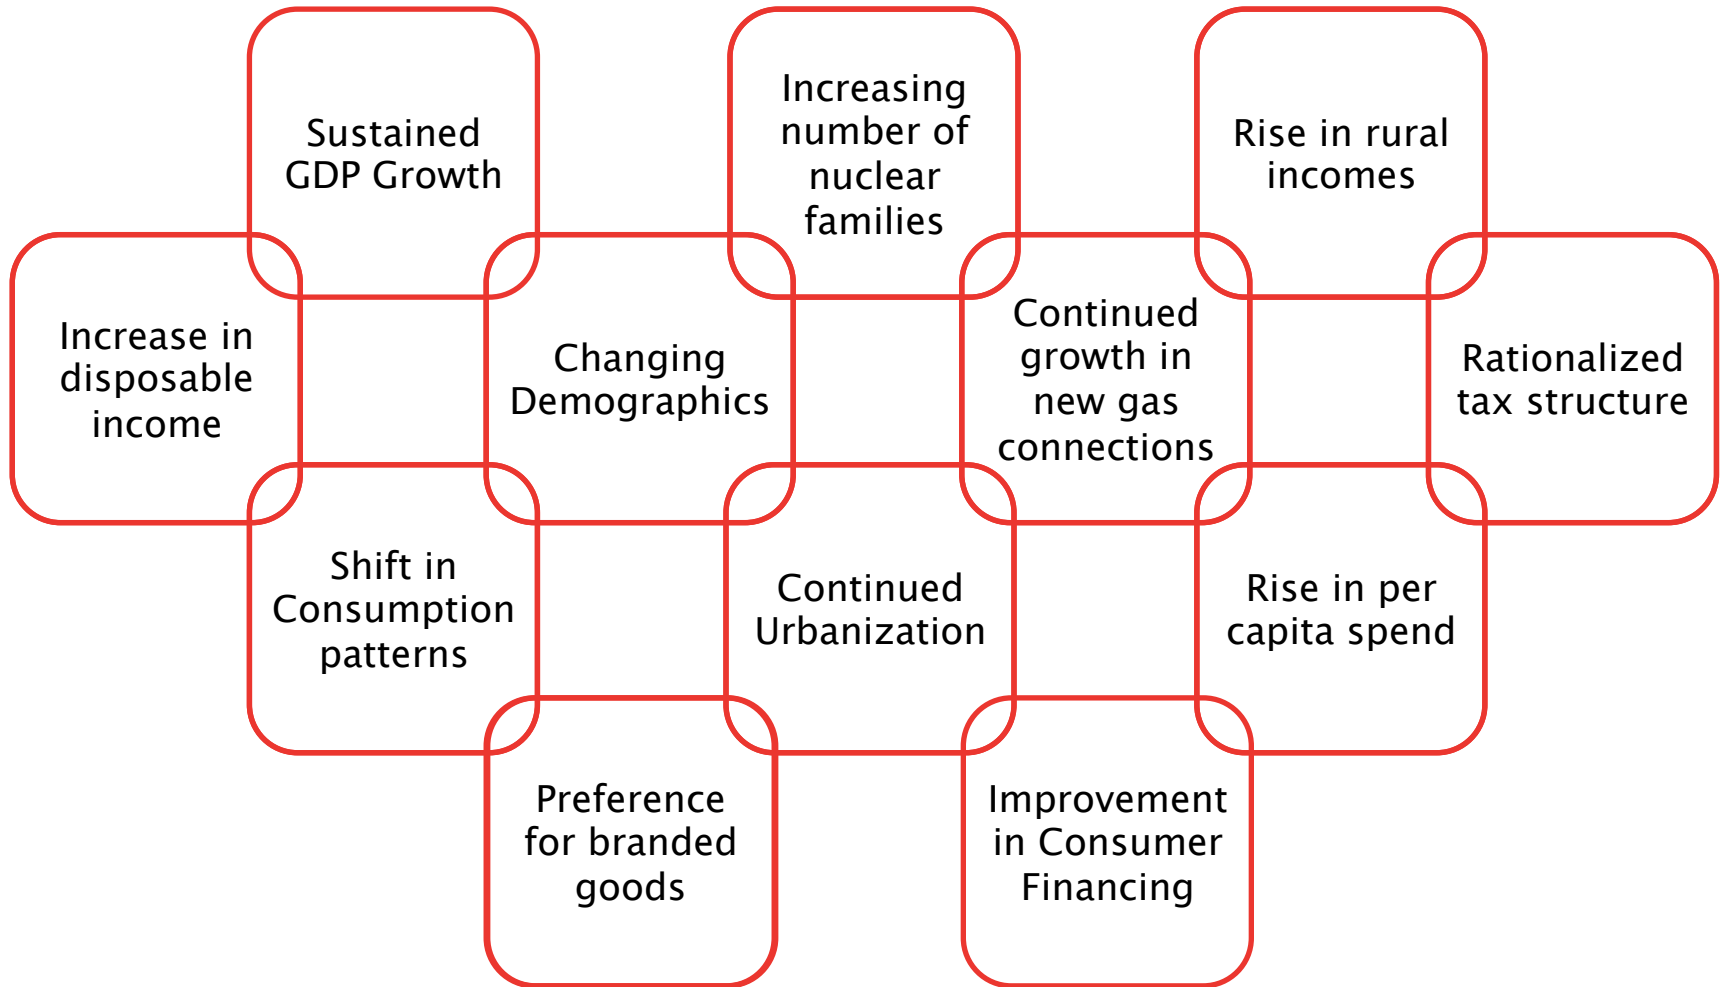 Sustained
GDP Growth
Increasing
number of
nuclear
families
Rise in rural
incomes
Increase in
disposable
income
Changing
Demographics
Continued
growth in
new gas
connections
Rationalized
tax structure
Shift in
Consumption
patterns
Continued
Urbanization
Rise in per
capita spend
Preference
for branded
goods
Improvement
in Consumer
Financing